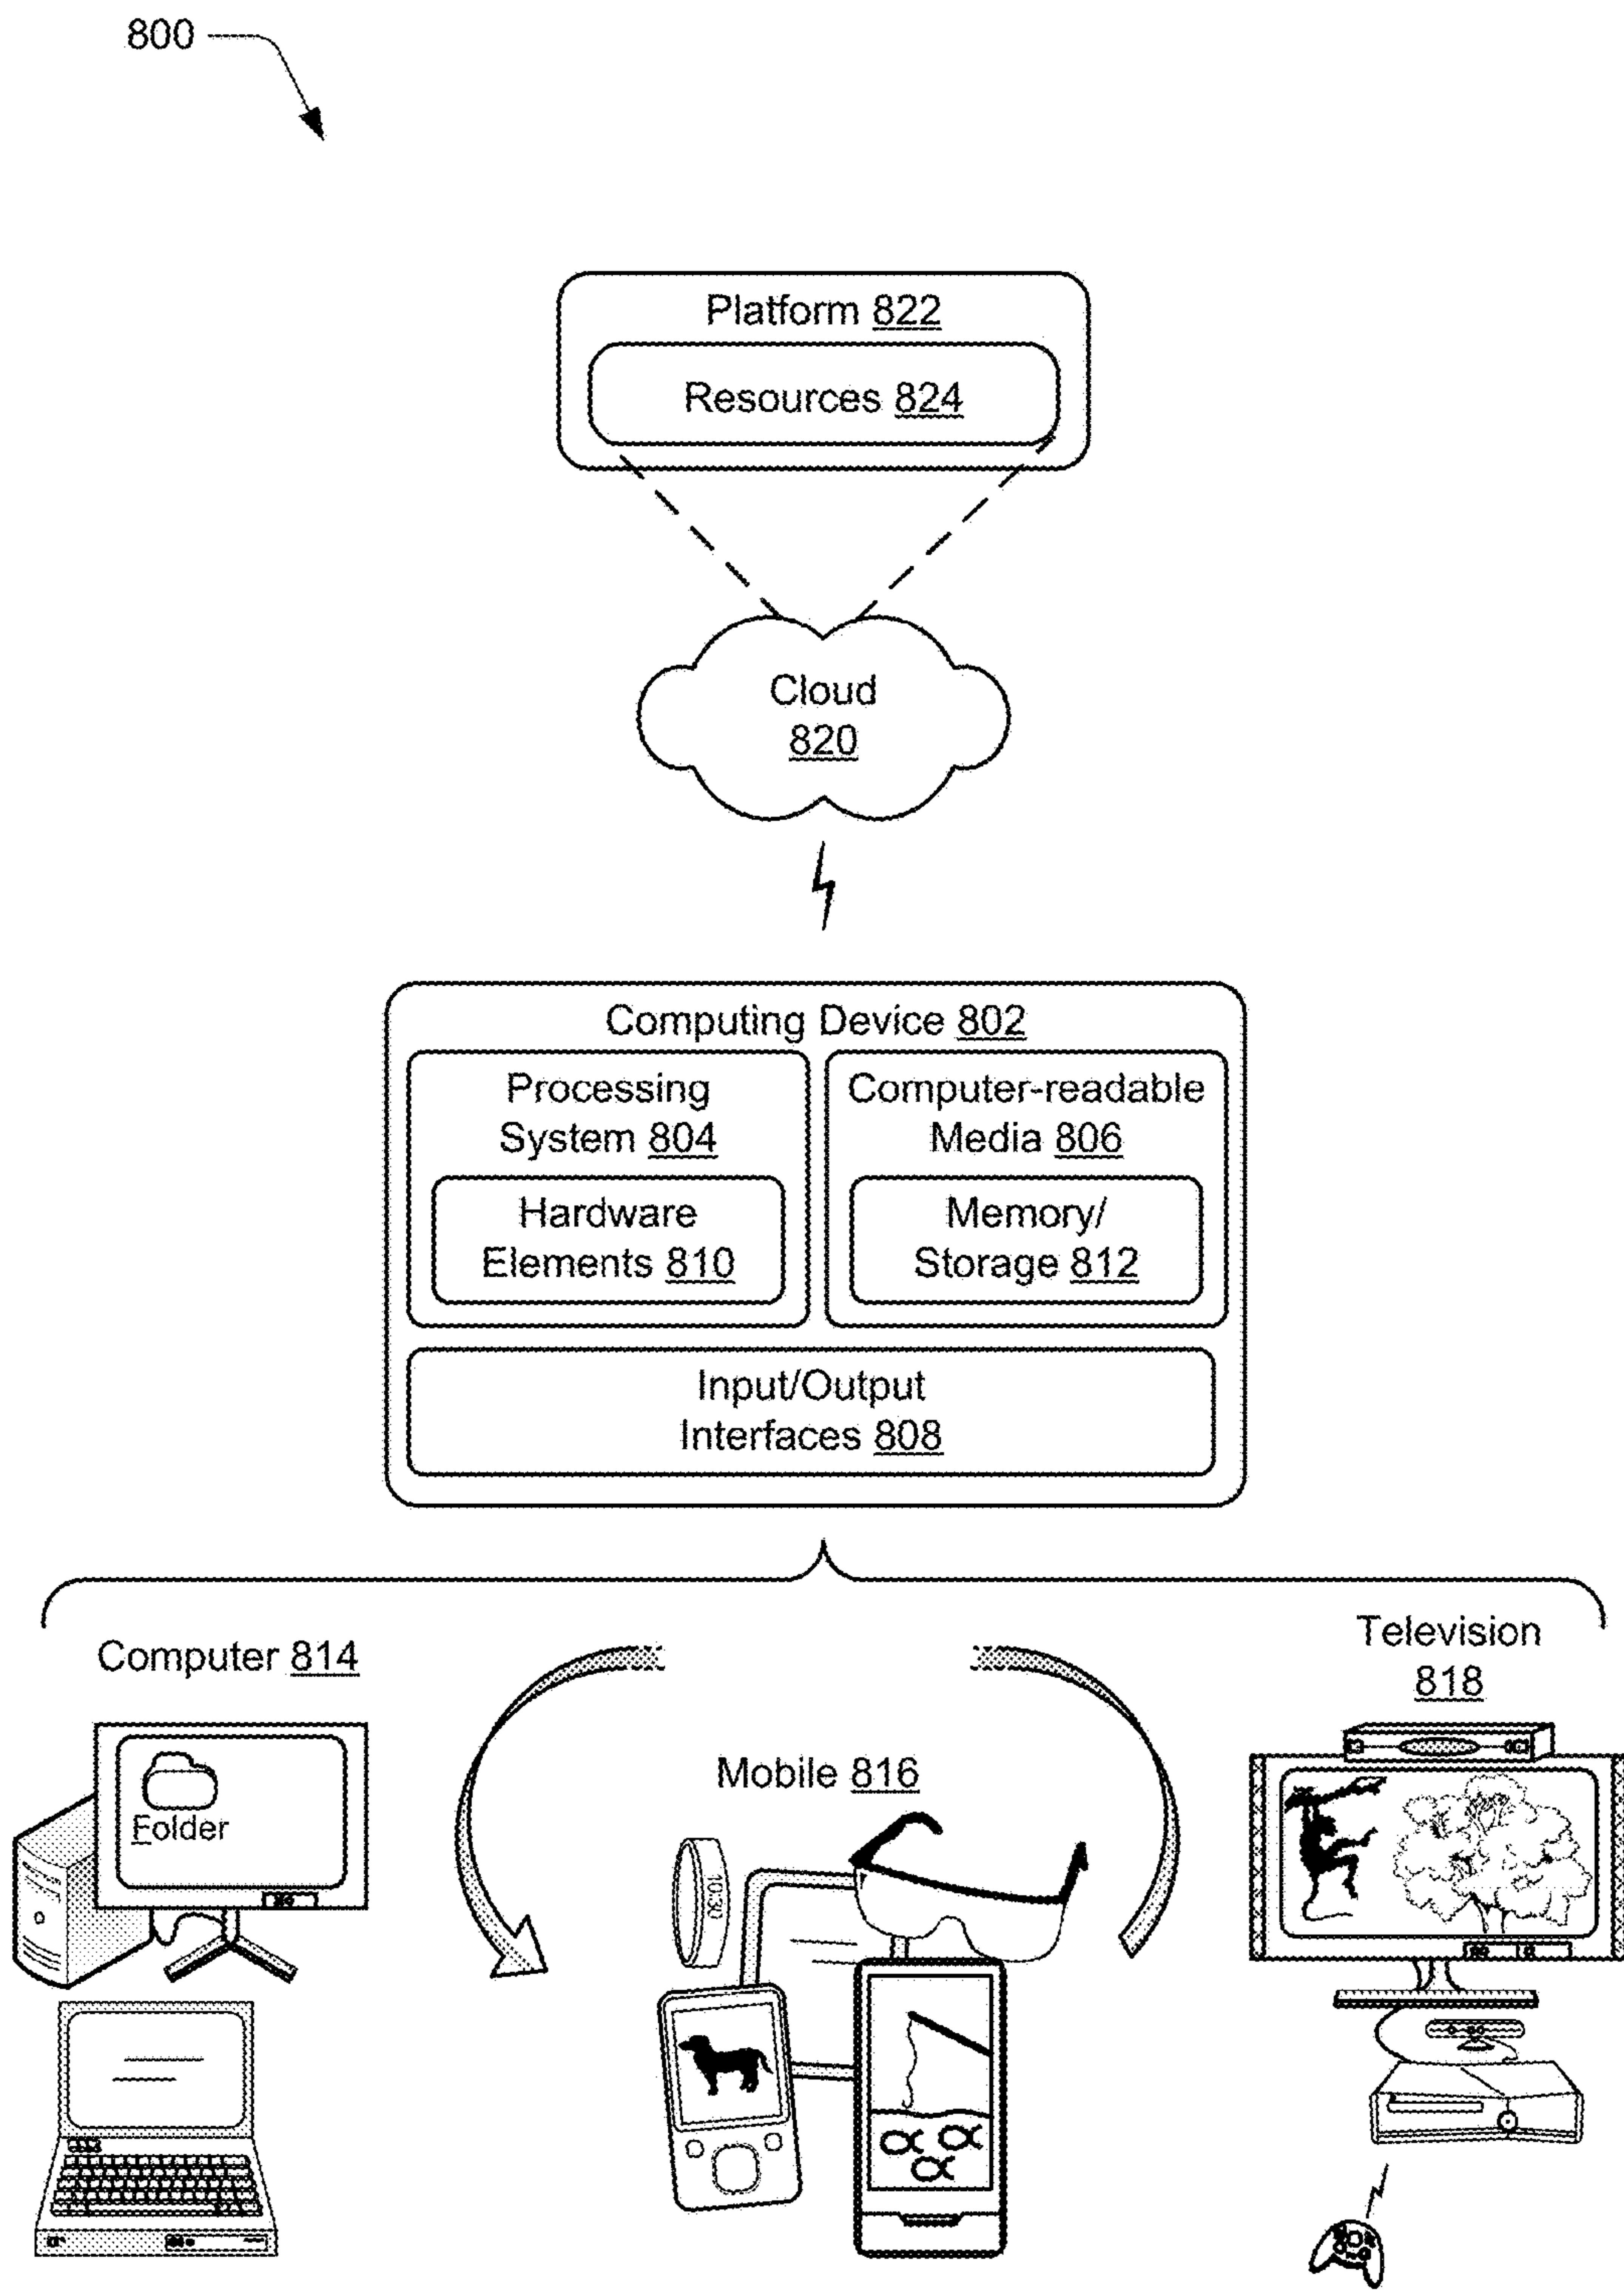 800
Platform 822
Resources 824
Cloud
820
Computing Device 802
Processing
System 804
Hardware
Elements 810
Computer-readable
Media 806
Memory/
Storage 812
Input/Output
Interfaces 808
Computer 814
Folder
Mobile 816
10:30
Television
818